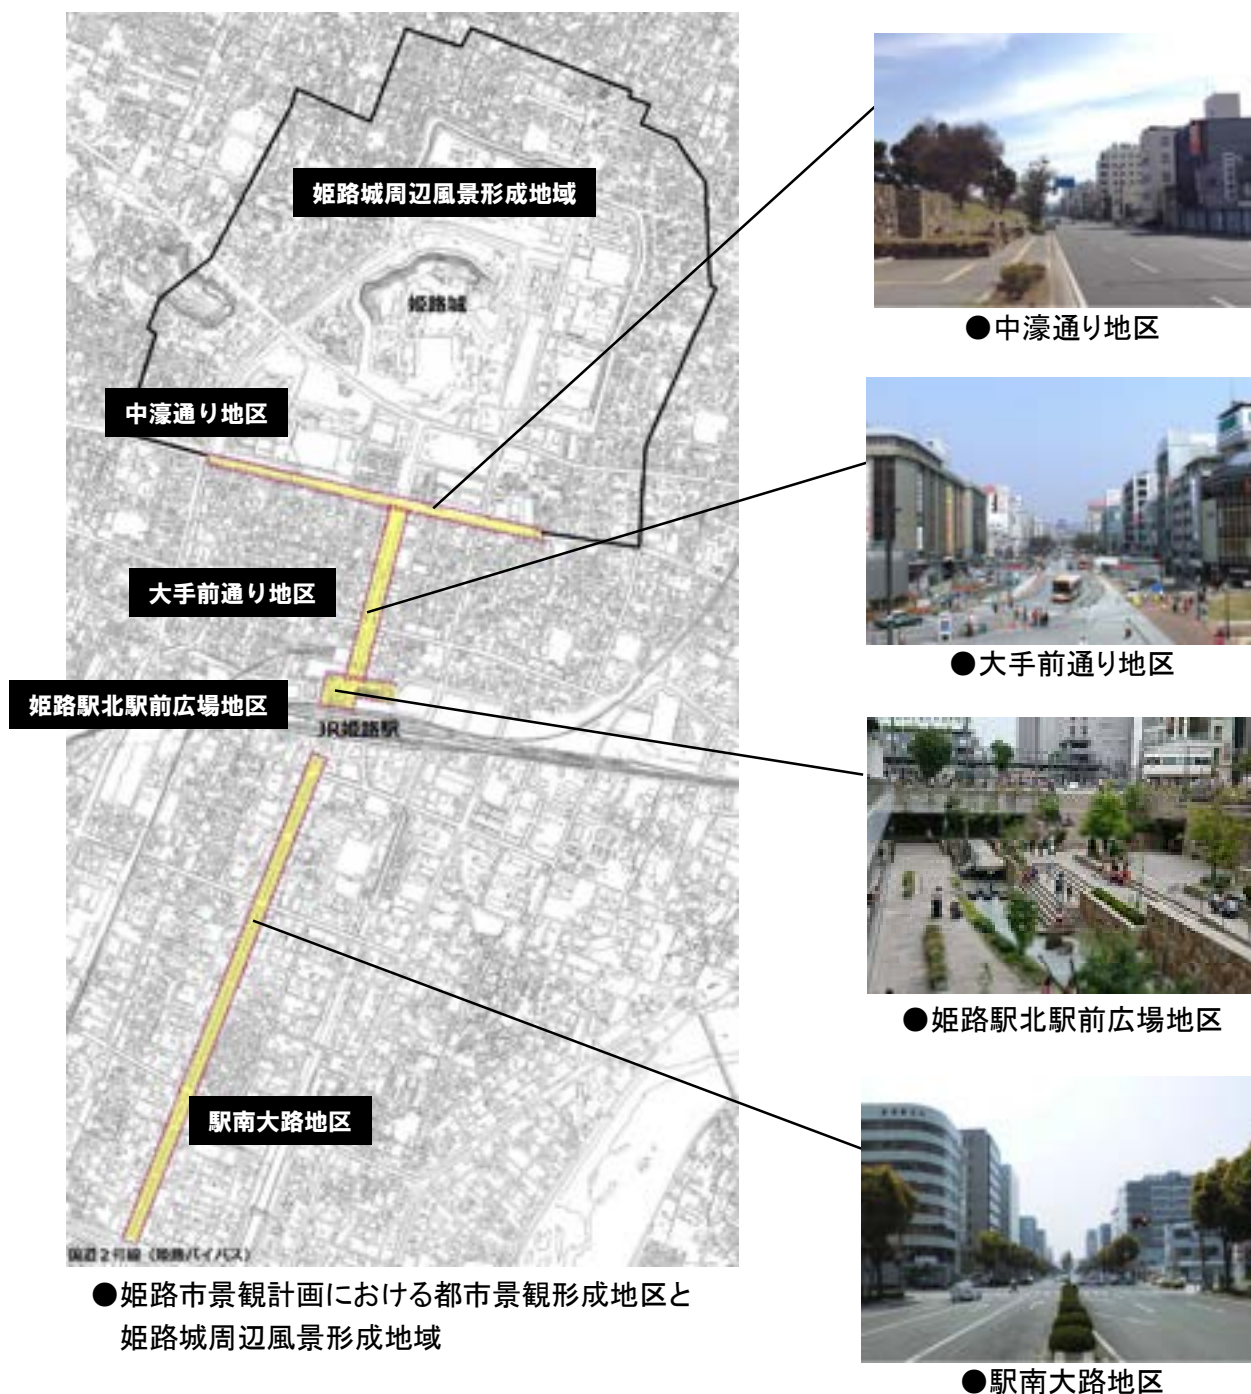 姫路城周辺風景形成地域
姫路城
中濠通り地区
大手前通り地区
姫路駅北駅前広場地区
JR姫路駅
駅南大路地区
国道2号線(姫路バイパス)
●姫路市景観計画における都市景観形成地区と
姫路城周辺風景形成地域
●中濠通り地区
●大手前通り地区
●姫路駅北駅前広場地区
●駅南大路地区